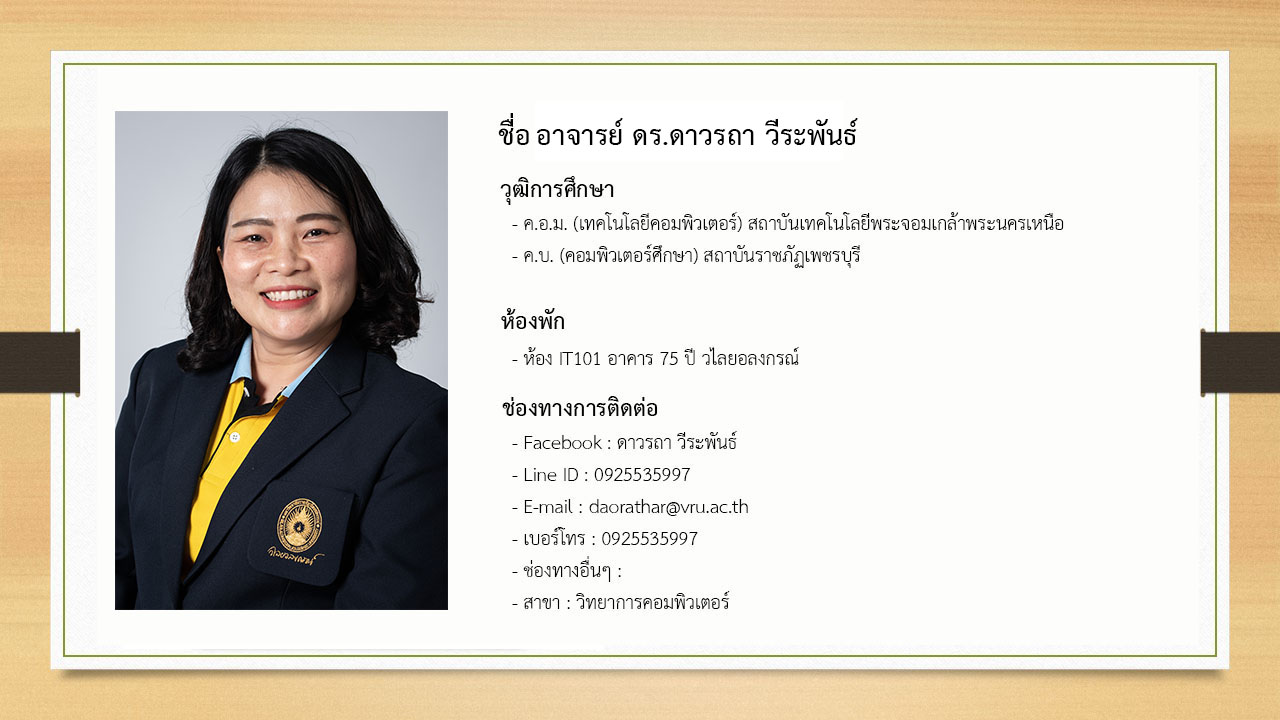 ชื่อ อาจารย์ ดร.ดาวรถา วีระพันธ์
วุฒิการศึกษา
- ค.อ.ม. (เทคโนโลยีคอมพิวเตอร์) สถาบันเทคโนโลยีพระจอมเกล้าพระนครเหนือ
- ค.บ. (คอมพิวเตอร์ศึกษา) สถาบันราชภัฏเพชรบุรี
ห้องพัก
- ห้อง IT101 อาคาร 75 ปี วไลยอลงกรณ์
ช่องทางการติดต่อ
- Facebook : ดาวรถา วีระพันธ์
- Line ID : 0925535997
- E-mail : daorathar@vru.ac.th
- เบอร์โทร : 0925535997
- ช่องทางอื่นๆ :
- สาขา : วิทยาการคอมพิวเตอร์